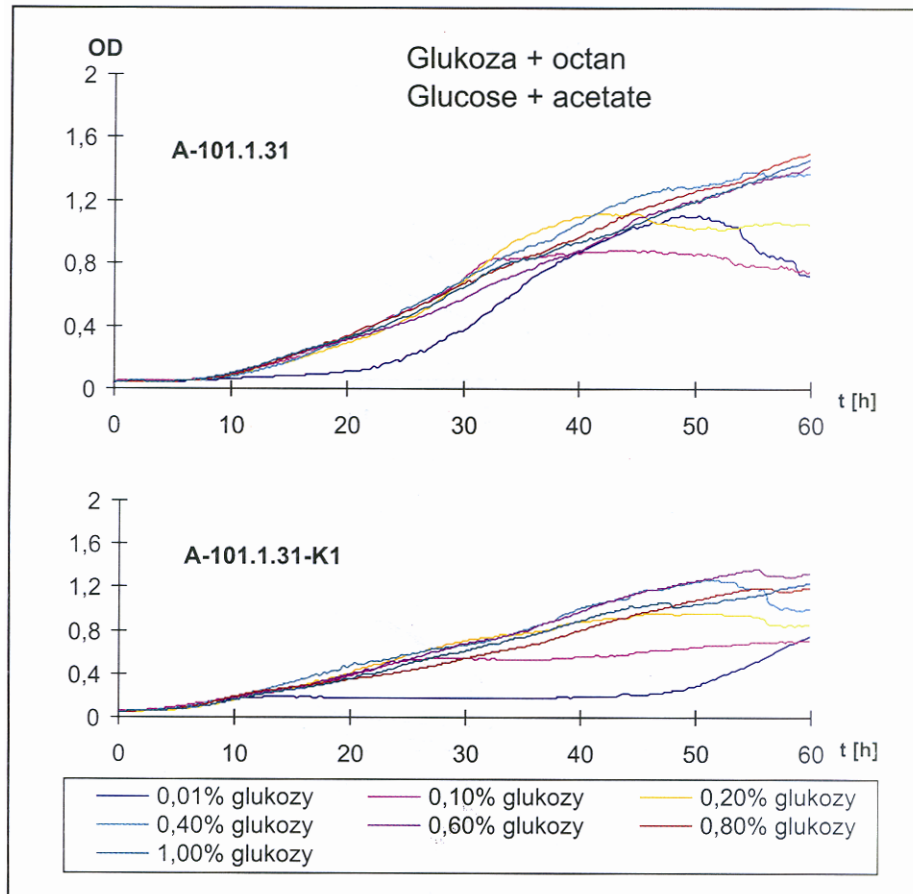 OD
Glukoza + octan
Glucose + acetate
2
1,6
A-101.1.31
1,2
0,8
0,4
0
t [h]
0 10 20 30 40 50 60
2
1,6
A-101.1.31-K1
1,2
0,8
0,4
0
0 10 20 30 40 50 60
t [h]
0,01% glukozy 0,10% glukozy 0,20% glukozy
0,40% glukozy 0,60% glukozy 0,80% glukozy
1,00% glukozy